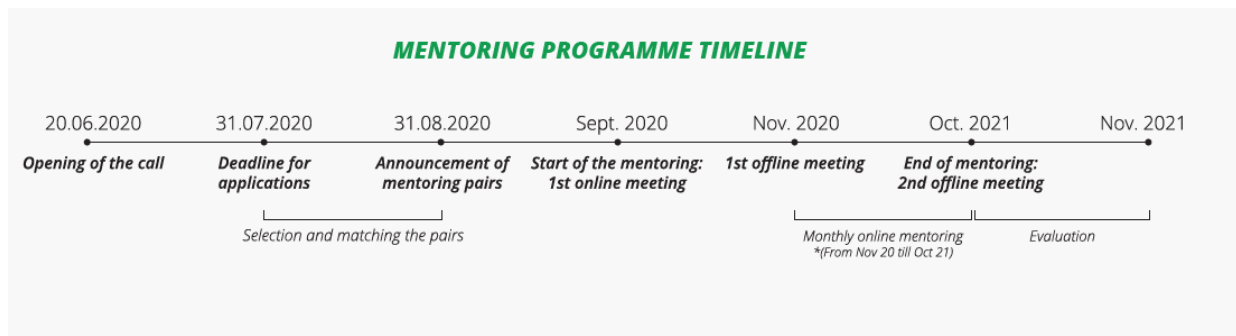 MENTORING PROGRAMME TIMELINE
20.06.2020
31.07.2020
31.08.2020
Sept. 2020
Nov. 2020
Oct. 2021
Nov. 2021
Opening of the call
Deadline for
applications
Announcement of
mentoring pairs
Start of the mentoring:
1st online meeting
1st offline meeting
End of mentoring:
2nd offline meeting
Selection and matching the pairs
Monthly online mentoring
*(From Nov 20 till Oct 21)
Evaluation